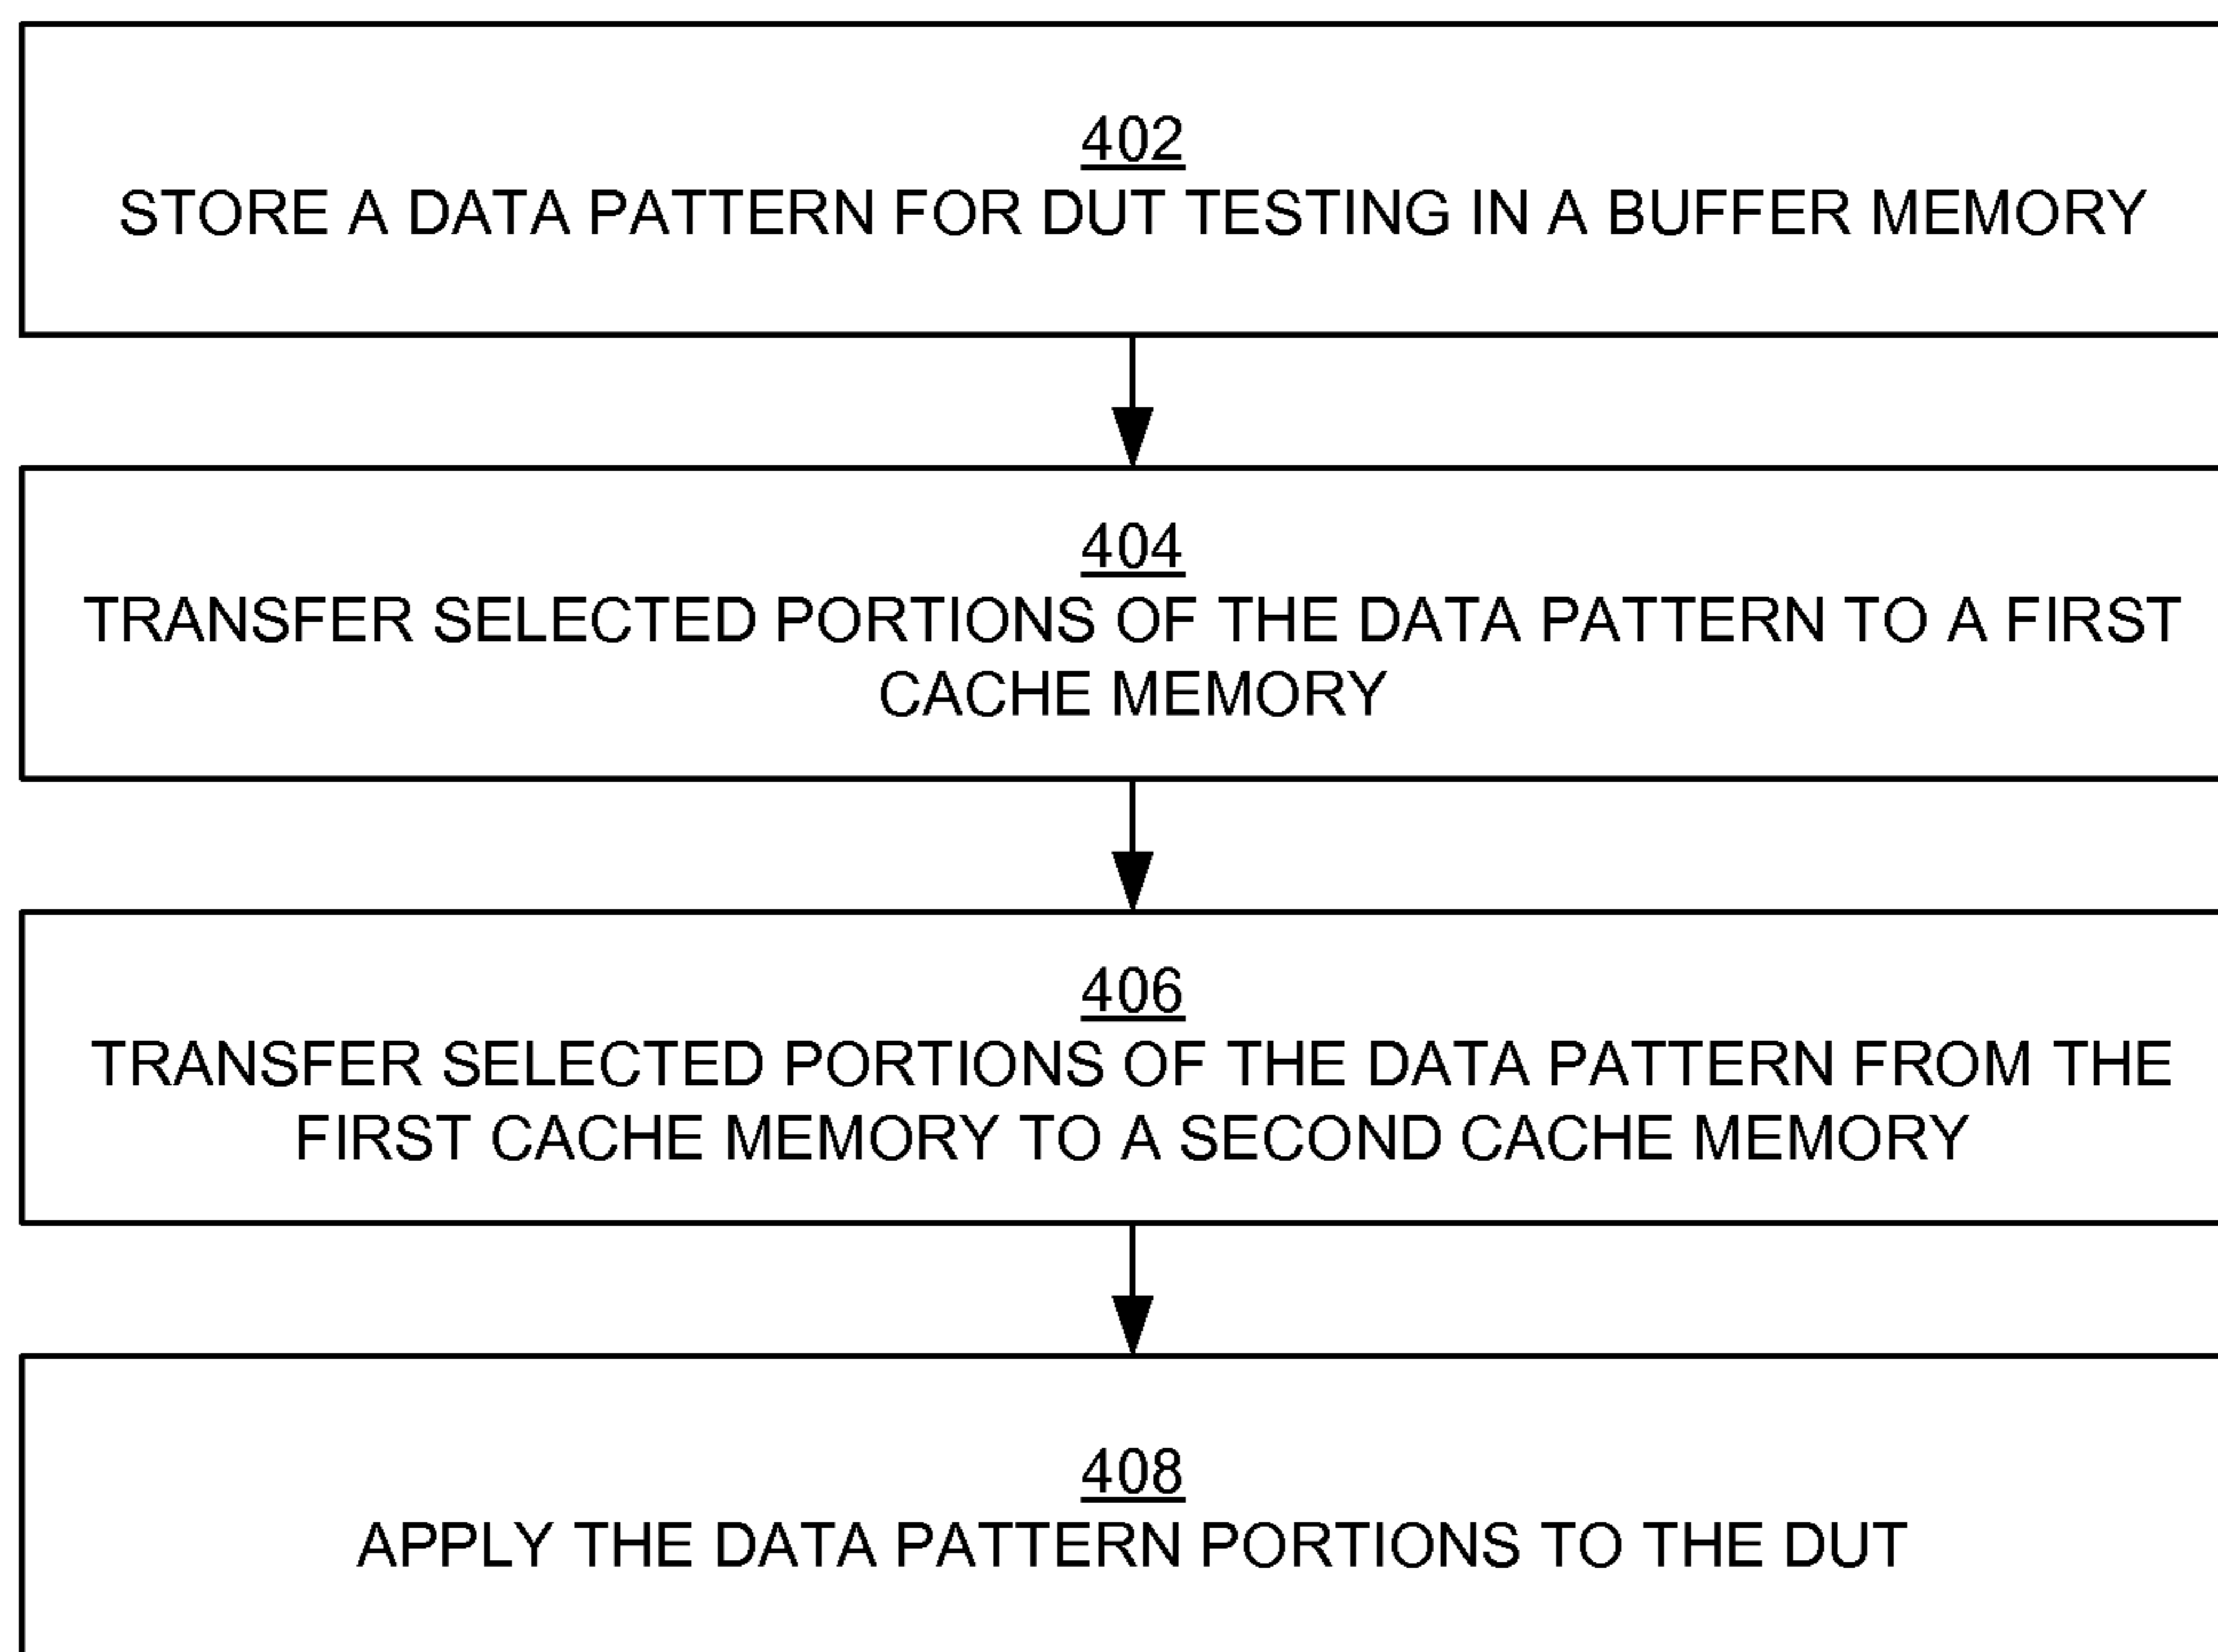 402
STORE A DATA PATTERN FOR DUT TESTING IN A BUFFER MEMORY
404
TRANSFER SELECTED PORTIONS OF THE DATA PATTERN TO A FIRST
CACHE MEMORY
406
TRANSFER SELECTED PORTIONS OF THE DATA PATTERN FROM THE
FIRST CACHE MEMORY TO A SECOND CACHE MEMORY
408
APPLY THE DATA PATTERN PORTIONS TO THE DUT